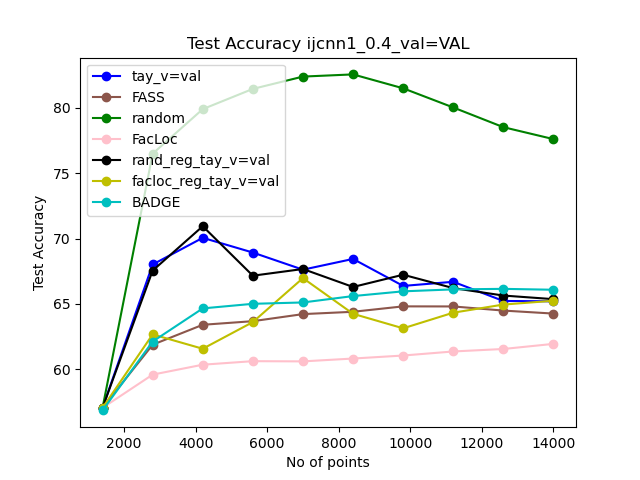 Test Accuracy ijcnn1_0.4_val=VAL
tay_v=val
FASS
random
FacLoc
rand_reg_tay_v=val
facloc_reg_tay_v=val
BADGE
Test Accuracy
80
75
70
65
60
2000
4000
6000
8000
10000
12000
14000
No of points